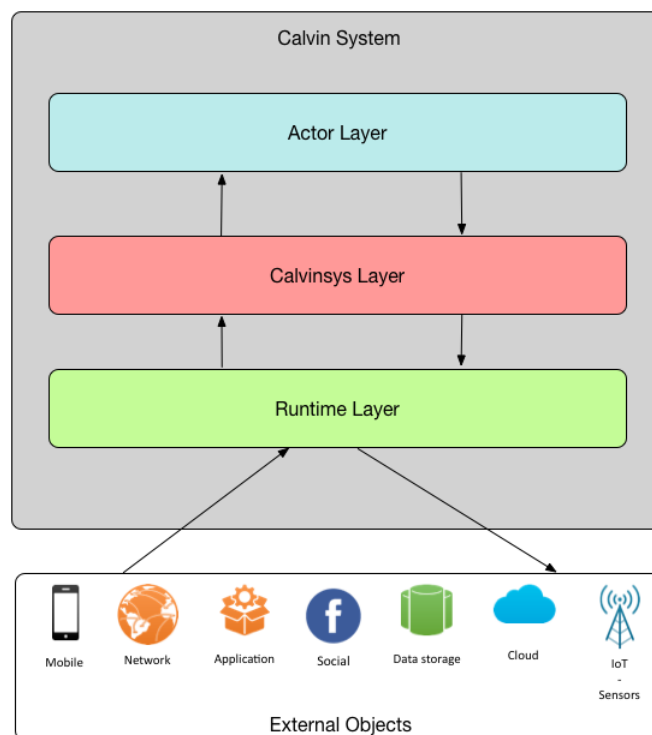 Calvin System
Actor Layer
Calvinsys Layer
Runtime Layer
Mobile
Network
Application
Social
Data storage
Cloud
IoT
-
Sensors
External Objects